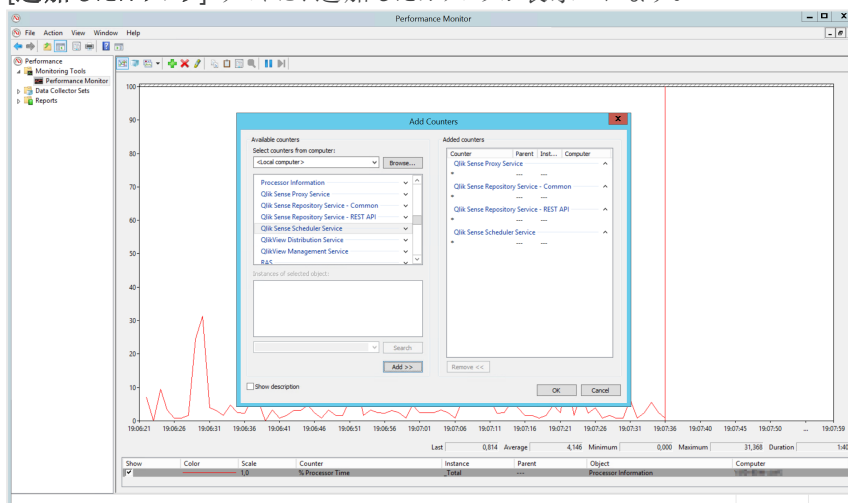 Performance Monitor
File Action View Window Help
Performance
Monitoring Tools
Performance Monitor
Data Collector Sets
Reports
100
90
80
70
60
50
40
30
20
10
0
Add Counters
Available counters
Select counters from computer:
<Local computer>
Browse...
Processor Information
Qlik Sense Proxy Service
Qlik Sense Repository Service - Common
Qlik Sense Repository Service - REST API
Qlik Sense Scheduler Service
QlikView Distribution Service
QlikView Management Service
RAS
Instances of selected object:
Search
Add >>
Show description
Added counters
Counter Parent Inst... Computer
Qlik Sense Proxy Service
* --- ---
Qlik Sense Repository Service - Common
* --- ---
Qlik Sense Repository Service - REST API
* --- ---
Qlik Sense Scheduler Service
* --- ---
Remove <<
OK Cancel
19:06:21 19:06:26 19:06:31 19:06:36 19:06:41 19:06:46 19:06:51 19:06:56 19:07:01 19:07:06 19:07:11 19:07:16 19:07:21 19:07:26 19:07:31 19:07:36 19:07:40 19:07:45 19:07:50 ... 19:07:59
Last 0,814 Average 4,146 Minimum 0,000 Maximum 31,368 Duration 1:40
Show Color Scale Counter Instance Parent Object Computer
1,0 % Processor Time _Total --- Processor Information